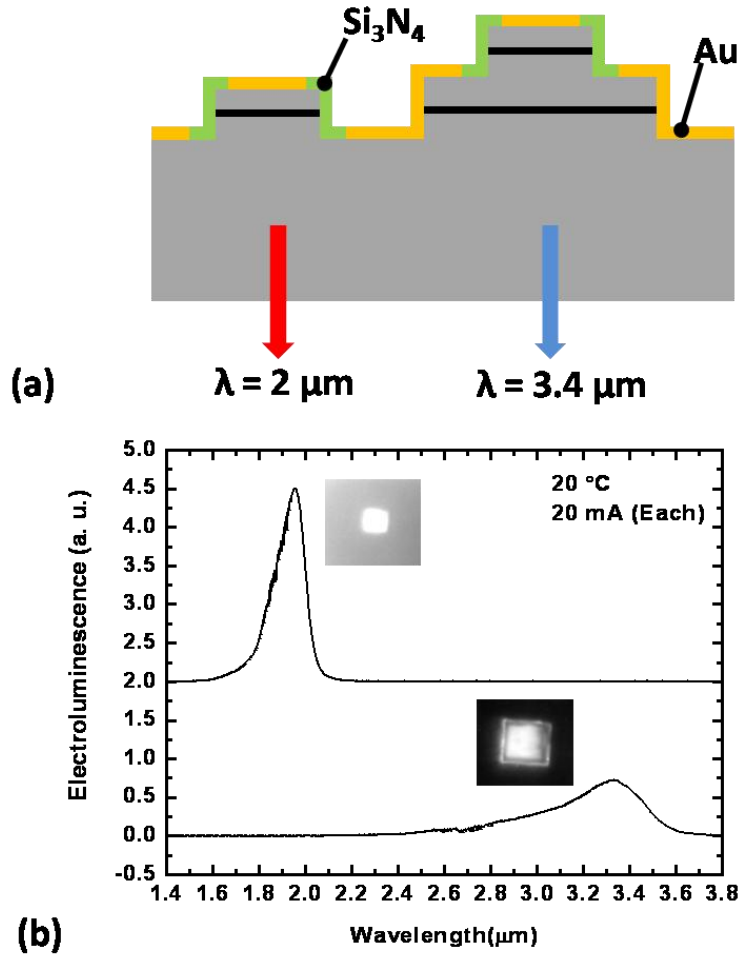 Si₃N₄
Au
(a)
λ = 2 µm
λ = 3.4 µm
5.0
4.5
4.0
3.5
3.0
2.5
2.0
1.5
1.0
0.5
0.0
-0.5
Electroluminescence (a. u.)
20 °C
20 mA (Each)
1.4 1.6 1.8 2.0 2.2 2.4 2.6 2.8 3.0 3.2 3.4 3.6 3.8
Wavelength(µm)
(b)